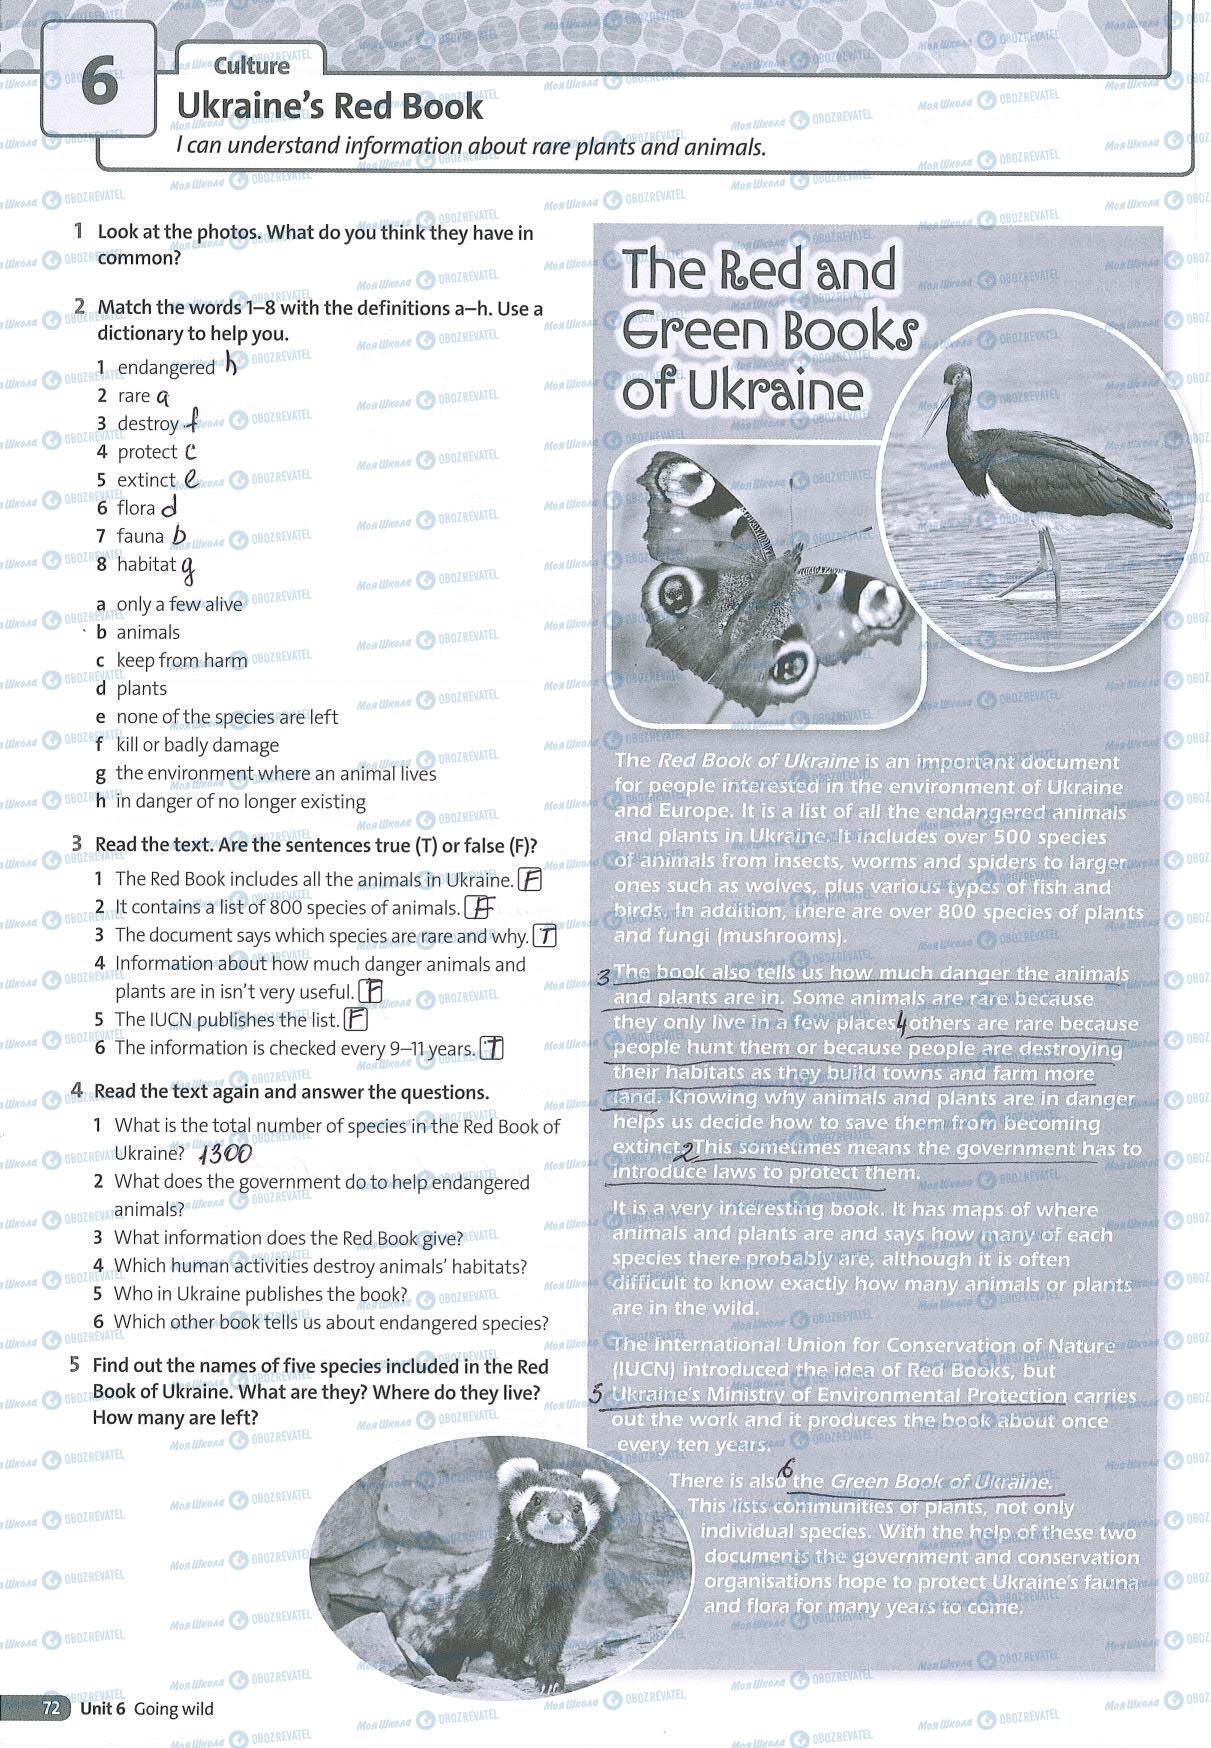 6
Culture
Ukraine's Red Book
I can understand information about rare plants and animals.
1 Look at the photos. What do you think they have in
common?
2 Match the words 1–8 with the definitions a–h. Use a
dictionary to help you.
1 endangered h
2 rare a
3 destroy f
4 protect c
5 extinct e
6 flora d
7 fauna b
8 habitat g
a only a few alive
b animals
c keep from harm
d plants
e none of the species are left
f kill or badly damage
g the environment where an animal lives
h in danger of no longer existing
3 Read the text. Are the sentences true (T) or false (F)?
1 The Red Book includes all the animals in Ukraine. F
2 It contains a list of 800 species of animals. F
3 The document says which species are rare and why. T
4 Information about how much danger animals and
plants are in isn't very useful. F
5 The IUCN publishes the list. F
6 The information is checked every 9–11 years. T
4 Read the text again and answer the questions.
1 What is the total number of species in the Red Book of
Ukraine? 1300
2 What does the government do to help endangered
animals?
3 What information does the Red Book give?
4 Which human activities destroy animals' habitats?
5 Who in Ukraine publishes the book?
6 Which other book tells us about endangered species?
5 Find out the names of five species included in the Red
Book of Ukraine. What are they? Where do they live?
How many are left?
The Red and
Green Books
of Ukraine
The Red Book of Ukraine is an important document
for people interested in the environment of Ukraine
and Europe. It is a list of all the endangered animals
and plants in Ukraine. It includes over 500 species
of animals from insects, worms and spiders to larger
ones such as wolves, plus various types of fish and
birds. In addition, there are over 800 species of plants
and fungi (mushrooms).
3 The book also tells us how much danger the animals
and plants are in. Some animals are rare because
they only live in a few places, 4 others are rare because
people hunt them or because people are destroying
their habitats as they build towns and farm more
land. Knowing why animals and plants are in danger
helps us decide how to save them from becoming
extinct. 2 This sometimes means the government has to
introduce laws to protect them.
It is a very interesting book. It has maps of where
animals and plants are and says how many of each
species there probably are, although it is often
difficult to know exactly how many animals or plants
are in the wild.
The International Union for Conservation of Nature
(IUCN) introduced the idea of Red Books, but
5 Ukraine's Ministry of Environmental Protection carries
out the work and it produces the book about once
every ten years.
There is also 6 the Green Book of Ukraine.
This lists communities of plants, not only
individual species. With the help of these two
documents the government and conservation
organisations hope to protect Ukraine's fauna
and flora for many years to come.
72 Unit 6 Going wild
Моя Школа OBOZREVATEL